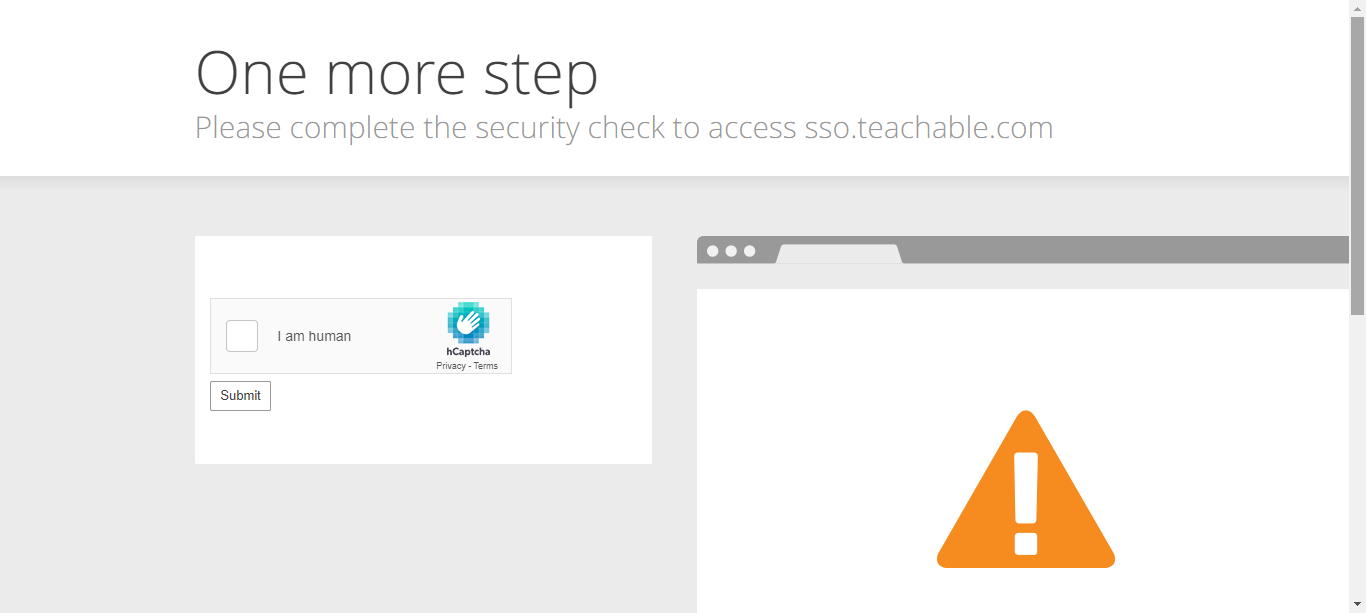 One more step
Please complete the security check to access sso.teachable.com
I am human
hCaptcha
Privacy - Terms
Submit